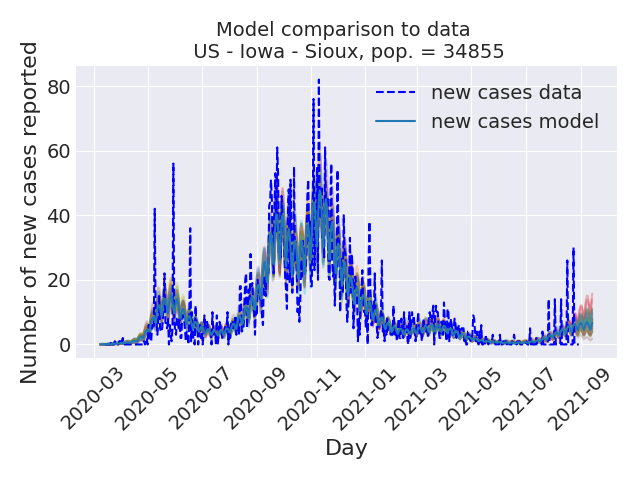 Model comparison to data
US - Iowa - Sioux, pop. = 34855
Number of new cases reported
80
60
40
20
0
new cases data
new cases model
2020-03
2020-05
2020-07
2020-09
2020-11
2021-01
2021-03
2021-05
2021-07
2021-09
Day